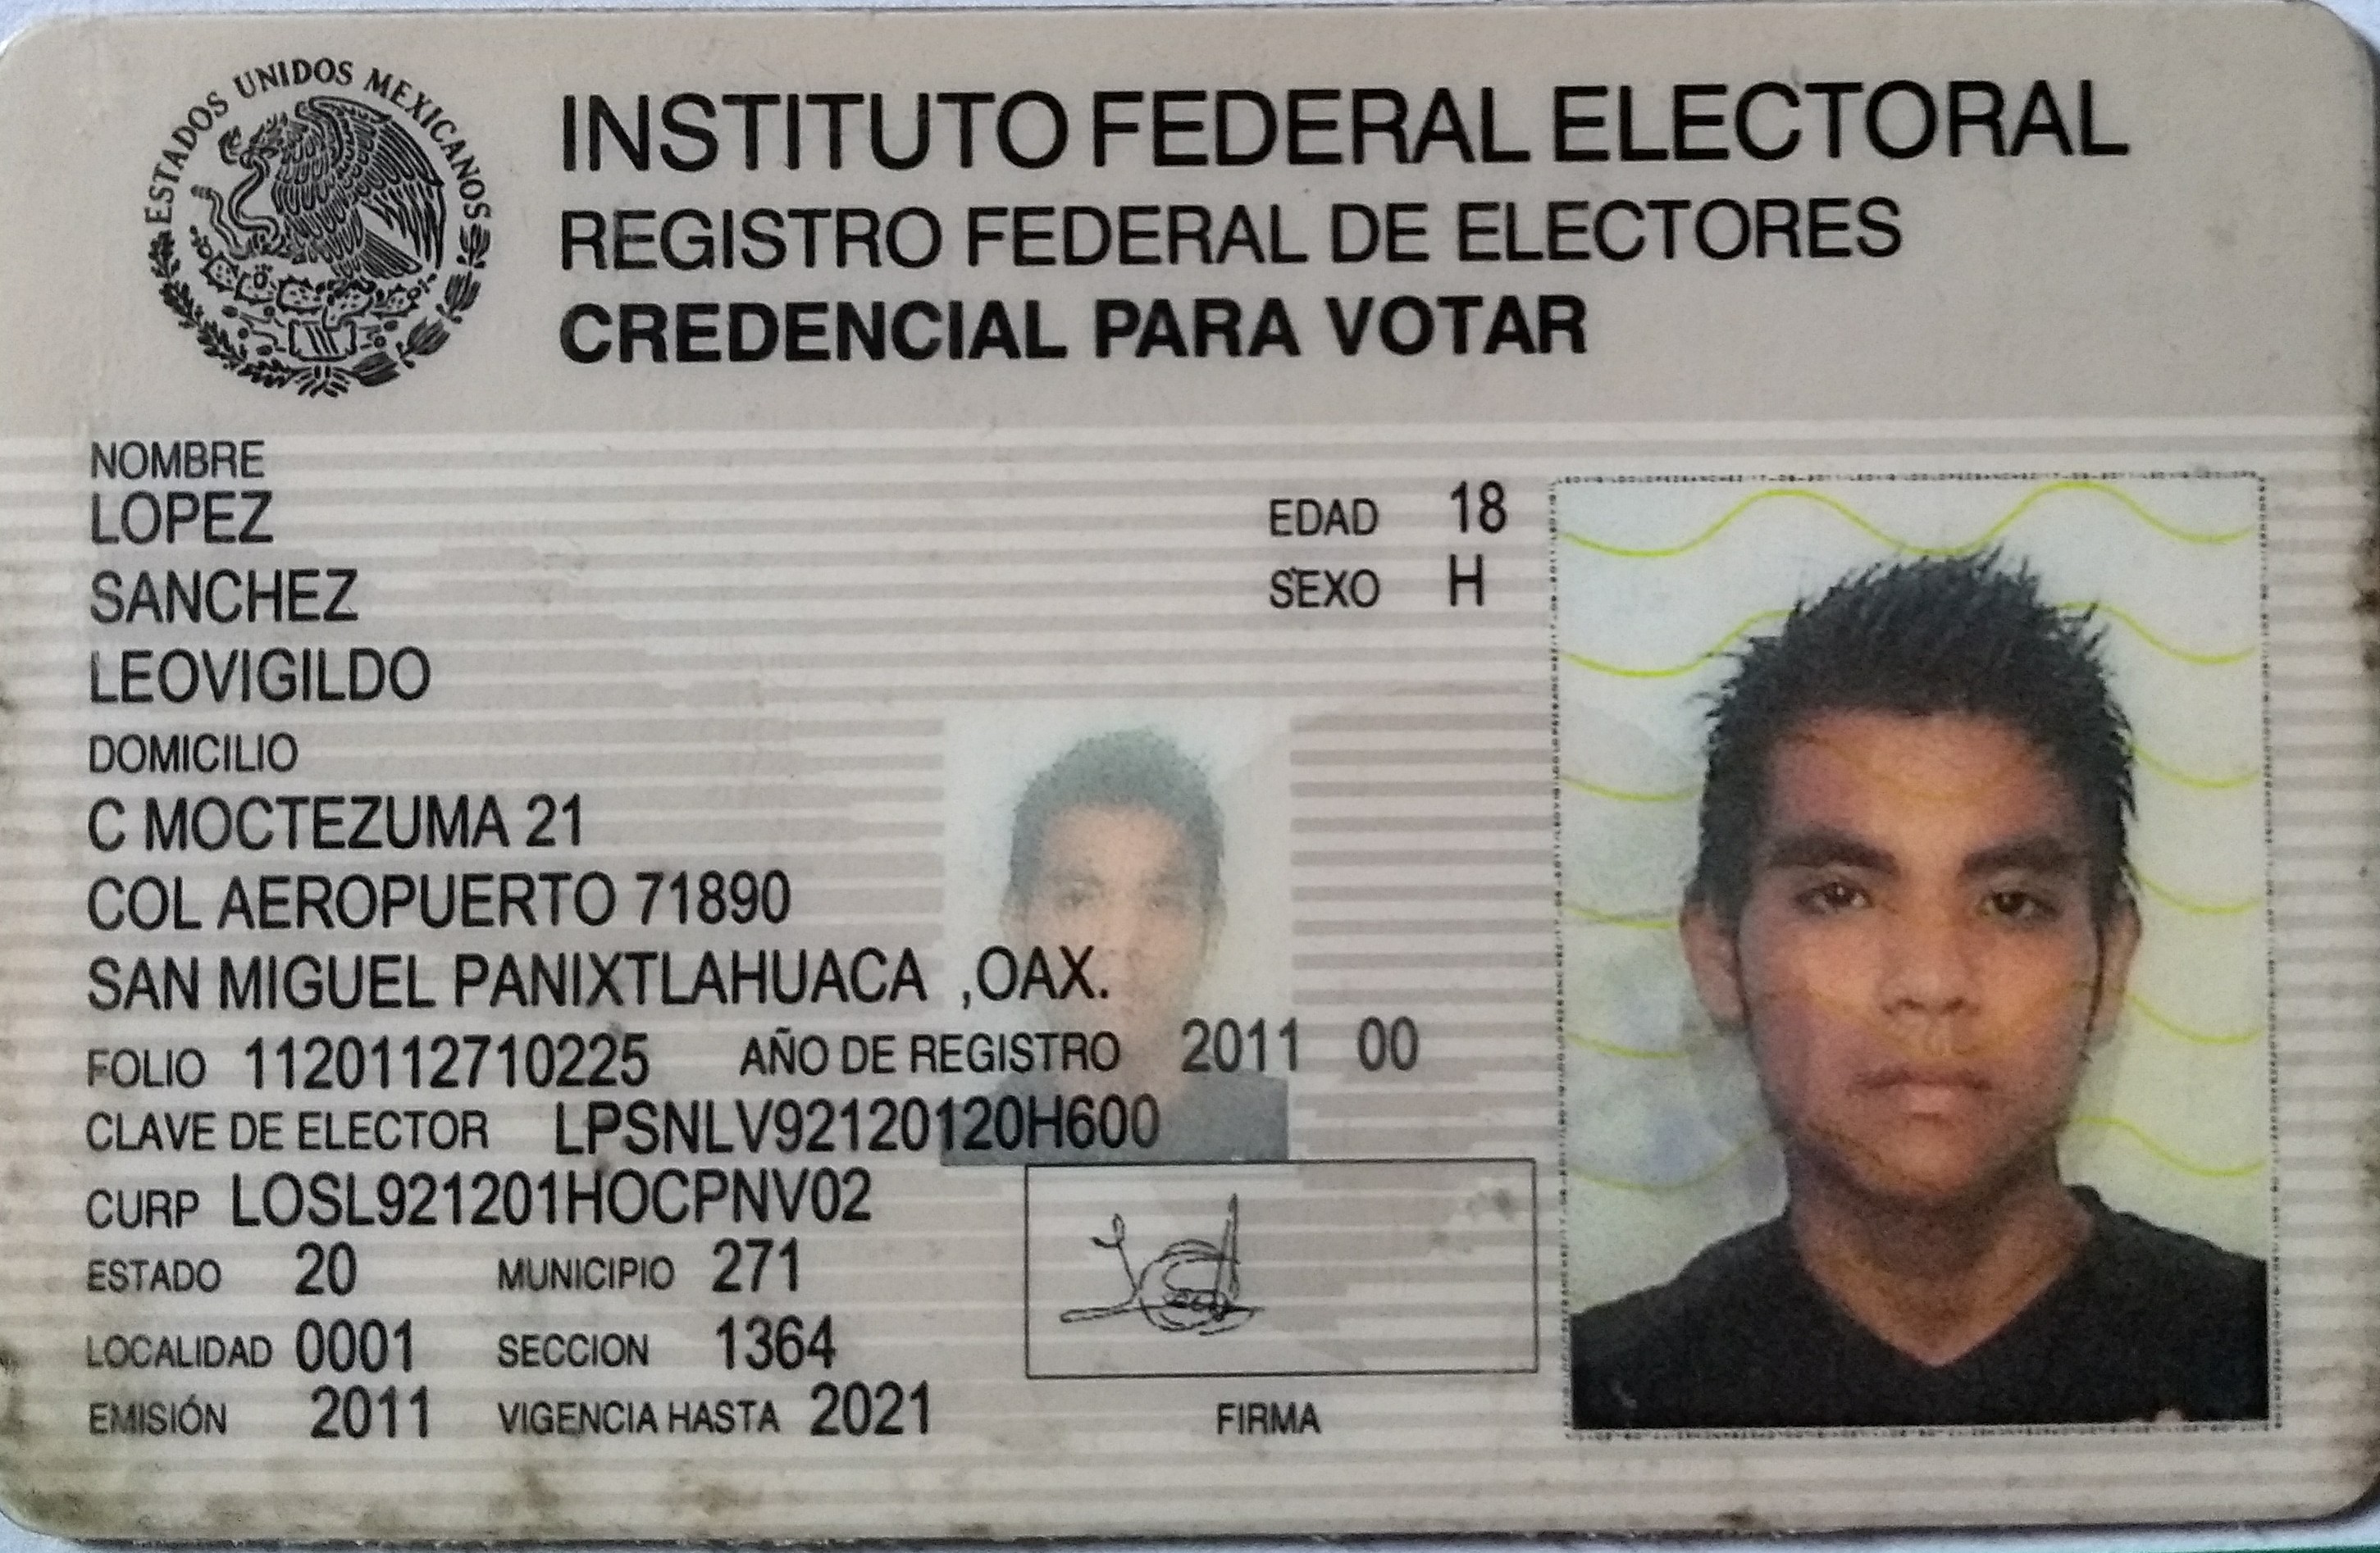 ESTADOS UNIDOS MEXICANOS
INSTITUTO FEDERAL ELECTORAL
REGISTRO FEDERAL DE ELECTORES
CREDENCIAL PARA VOTAR
NOMBRE
LOPEZ
SANCHEZ
LEOVIGILDO
EDAD 18
SEXO H
DOMICILIO
C MOCTEZUMA 21
COL AEROPUERTO 71890
SAN MIGUEL PANIXTLAHUACA ,OAX.
FOLIO 1120112710225 AÑO DE REGISTRO 2011 00
CLAVE DE ELECTOR LPSNLV92120120H600
CURP LOSL921201HOCPNV02
ESTADO 20 MUNICIPIO 271
LOCALIDAD 0001 SECCION 1364
EMISIÓN 2011 VIGENCIA HASTA 2021
FIRMA